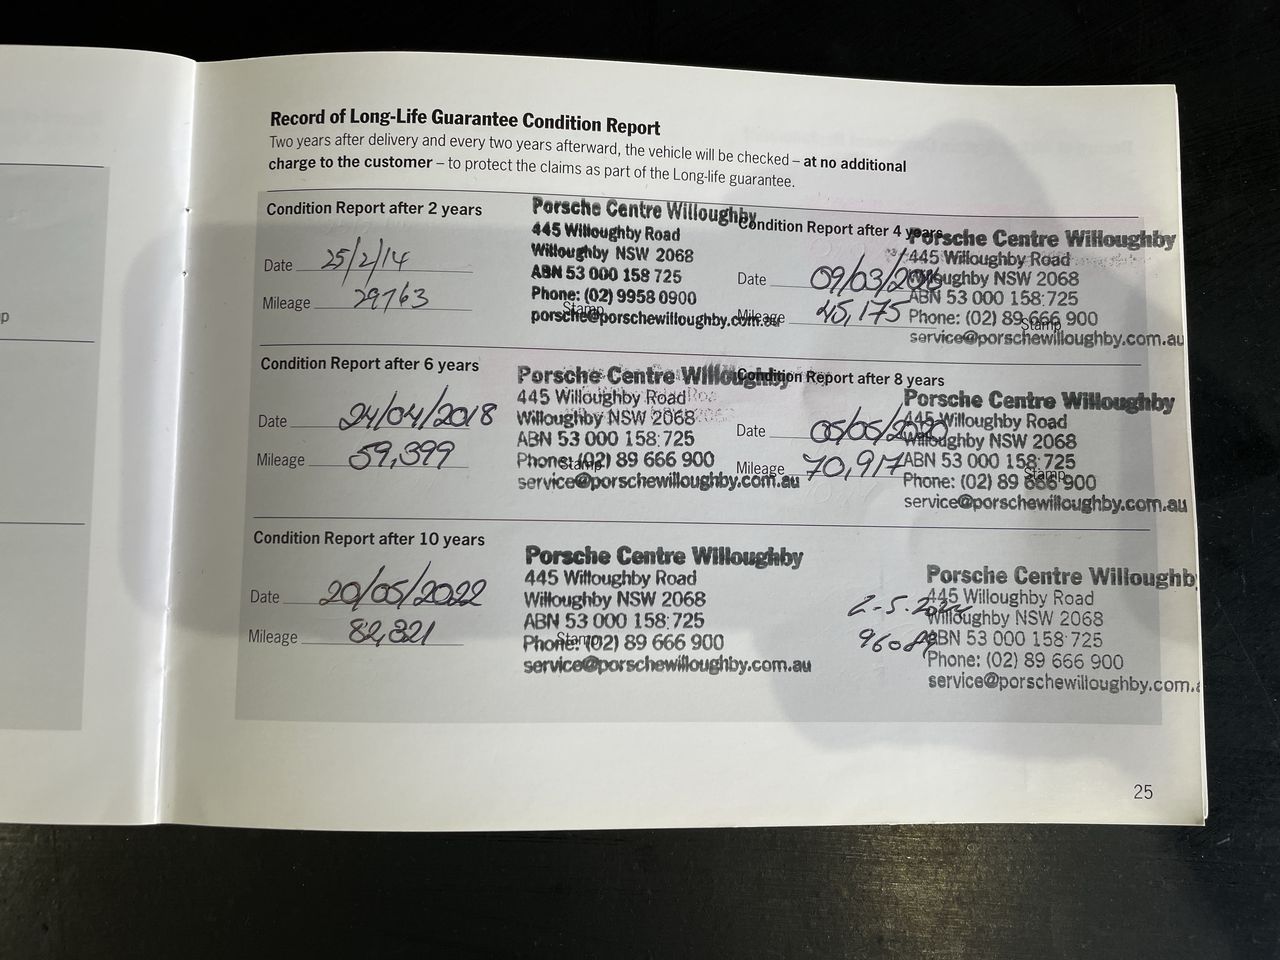 Record of Long-Life Guarantee Condition Report
Two years after delivery and every two years afterward, the vehicle will be checked – at no additional
charge to the customer – to protect the claims as part of the Long-life guarantee.
Condition Report after 2 years
Date 25/2/14
Mileage 29763
Porsche Centre Willoughby
445 Willoughby Road
Willoughby NSW 2068
ABN 53 000 158 725
Phone: (02) 9958 0900
Stamp
porsche@porschewilloughby.com.au
Condition Report after 4 years
Date 09/03/2016
Mileage 45,175
Porsche Centre Willoughby
445 Willoughby Road
Willoughby NSW 2068
ABN 53 000 158 725
Phone: (02) 89 666 900
Stamp
service@porschewilloughby.com.au
Condition Report after 6 years
Date 24/04/2018
Mileage 59,399
Porsche Centre Willoughby
445 Willoughby Road
Willoughby NSW 2068
ABN 53 000 158 725
Phone: (02) 89 666 900
Stamp
service@porschewilloughby.com.au
Condition Report after 8 years
Date 05/05/2020
Mileage 70,917
Porsche Centre Willoughby
445 Willoughby Road
Willoughby NSW 2068
ABN 53 000 158 725
Phone: (02) 89 666 900
Stamp
service@porschewilloughby.com.au
Condition Report after 10 years
Date 20/05/2022
Mileage 82,321
Porsche Centre Willoughby
445 Willoughby Road
Willoughby NSW 2068
ABN 53 000 158 725
Phone: (02) 89 666 900
Stamp
service@porschewilloughby.com.au
96089
Porsche Centre Willoughb
445 Willoughby Road
Willoughby NSW 2068
ABN 53 000 158 725
Phone: (02) 89 666 900
service@porschewilloughby.com.a
25